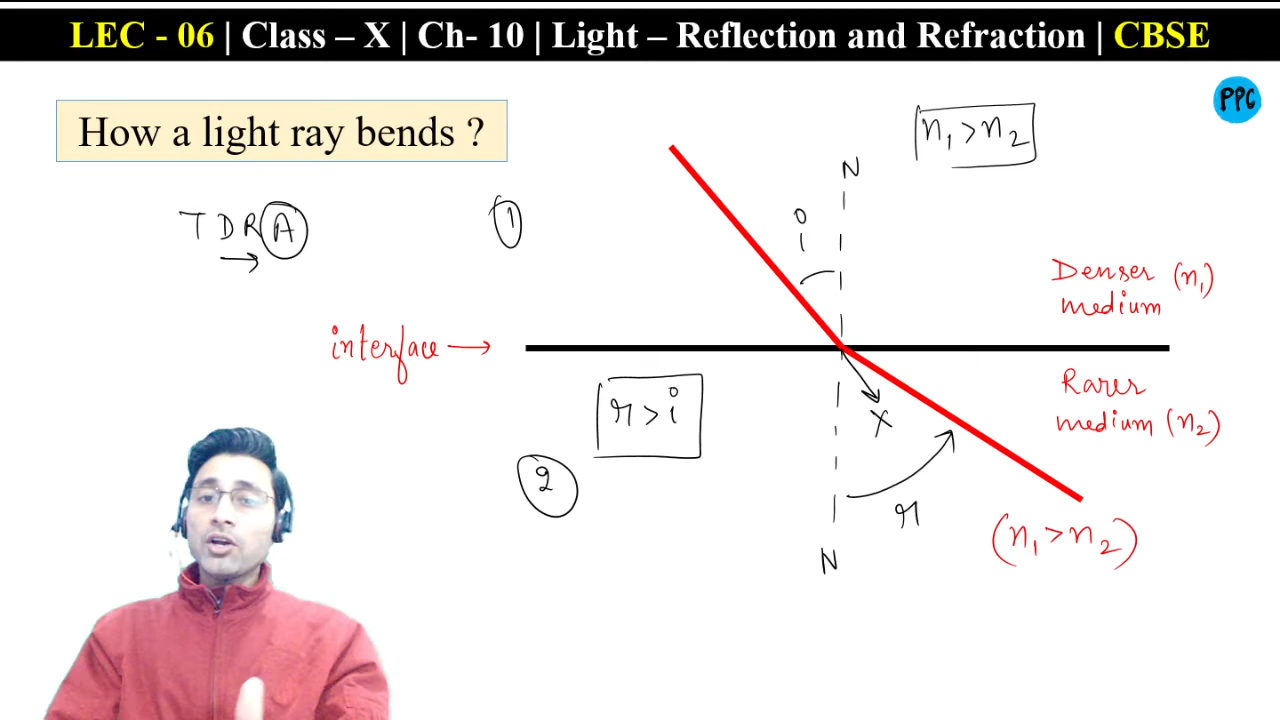 LEC - 06 | Class – X | Ch- 10 | Light – Reflection and Refraction | CBSE
PPC
How a light ray bends ?
n₁ > n₂
N
T D R A
1
i
Denser (n₁)
medium
interface →
Rarer
medium (n₂)
r > i
X
2
r
(n₁ > n₂)
N